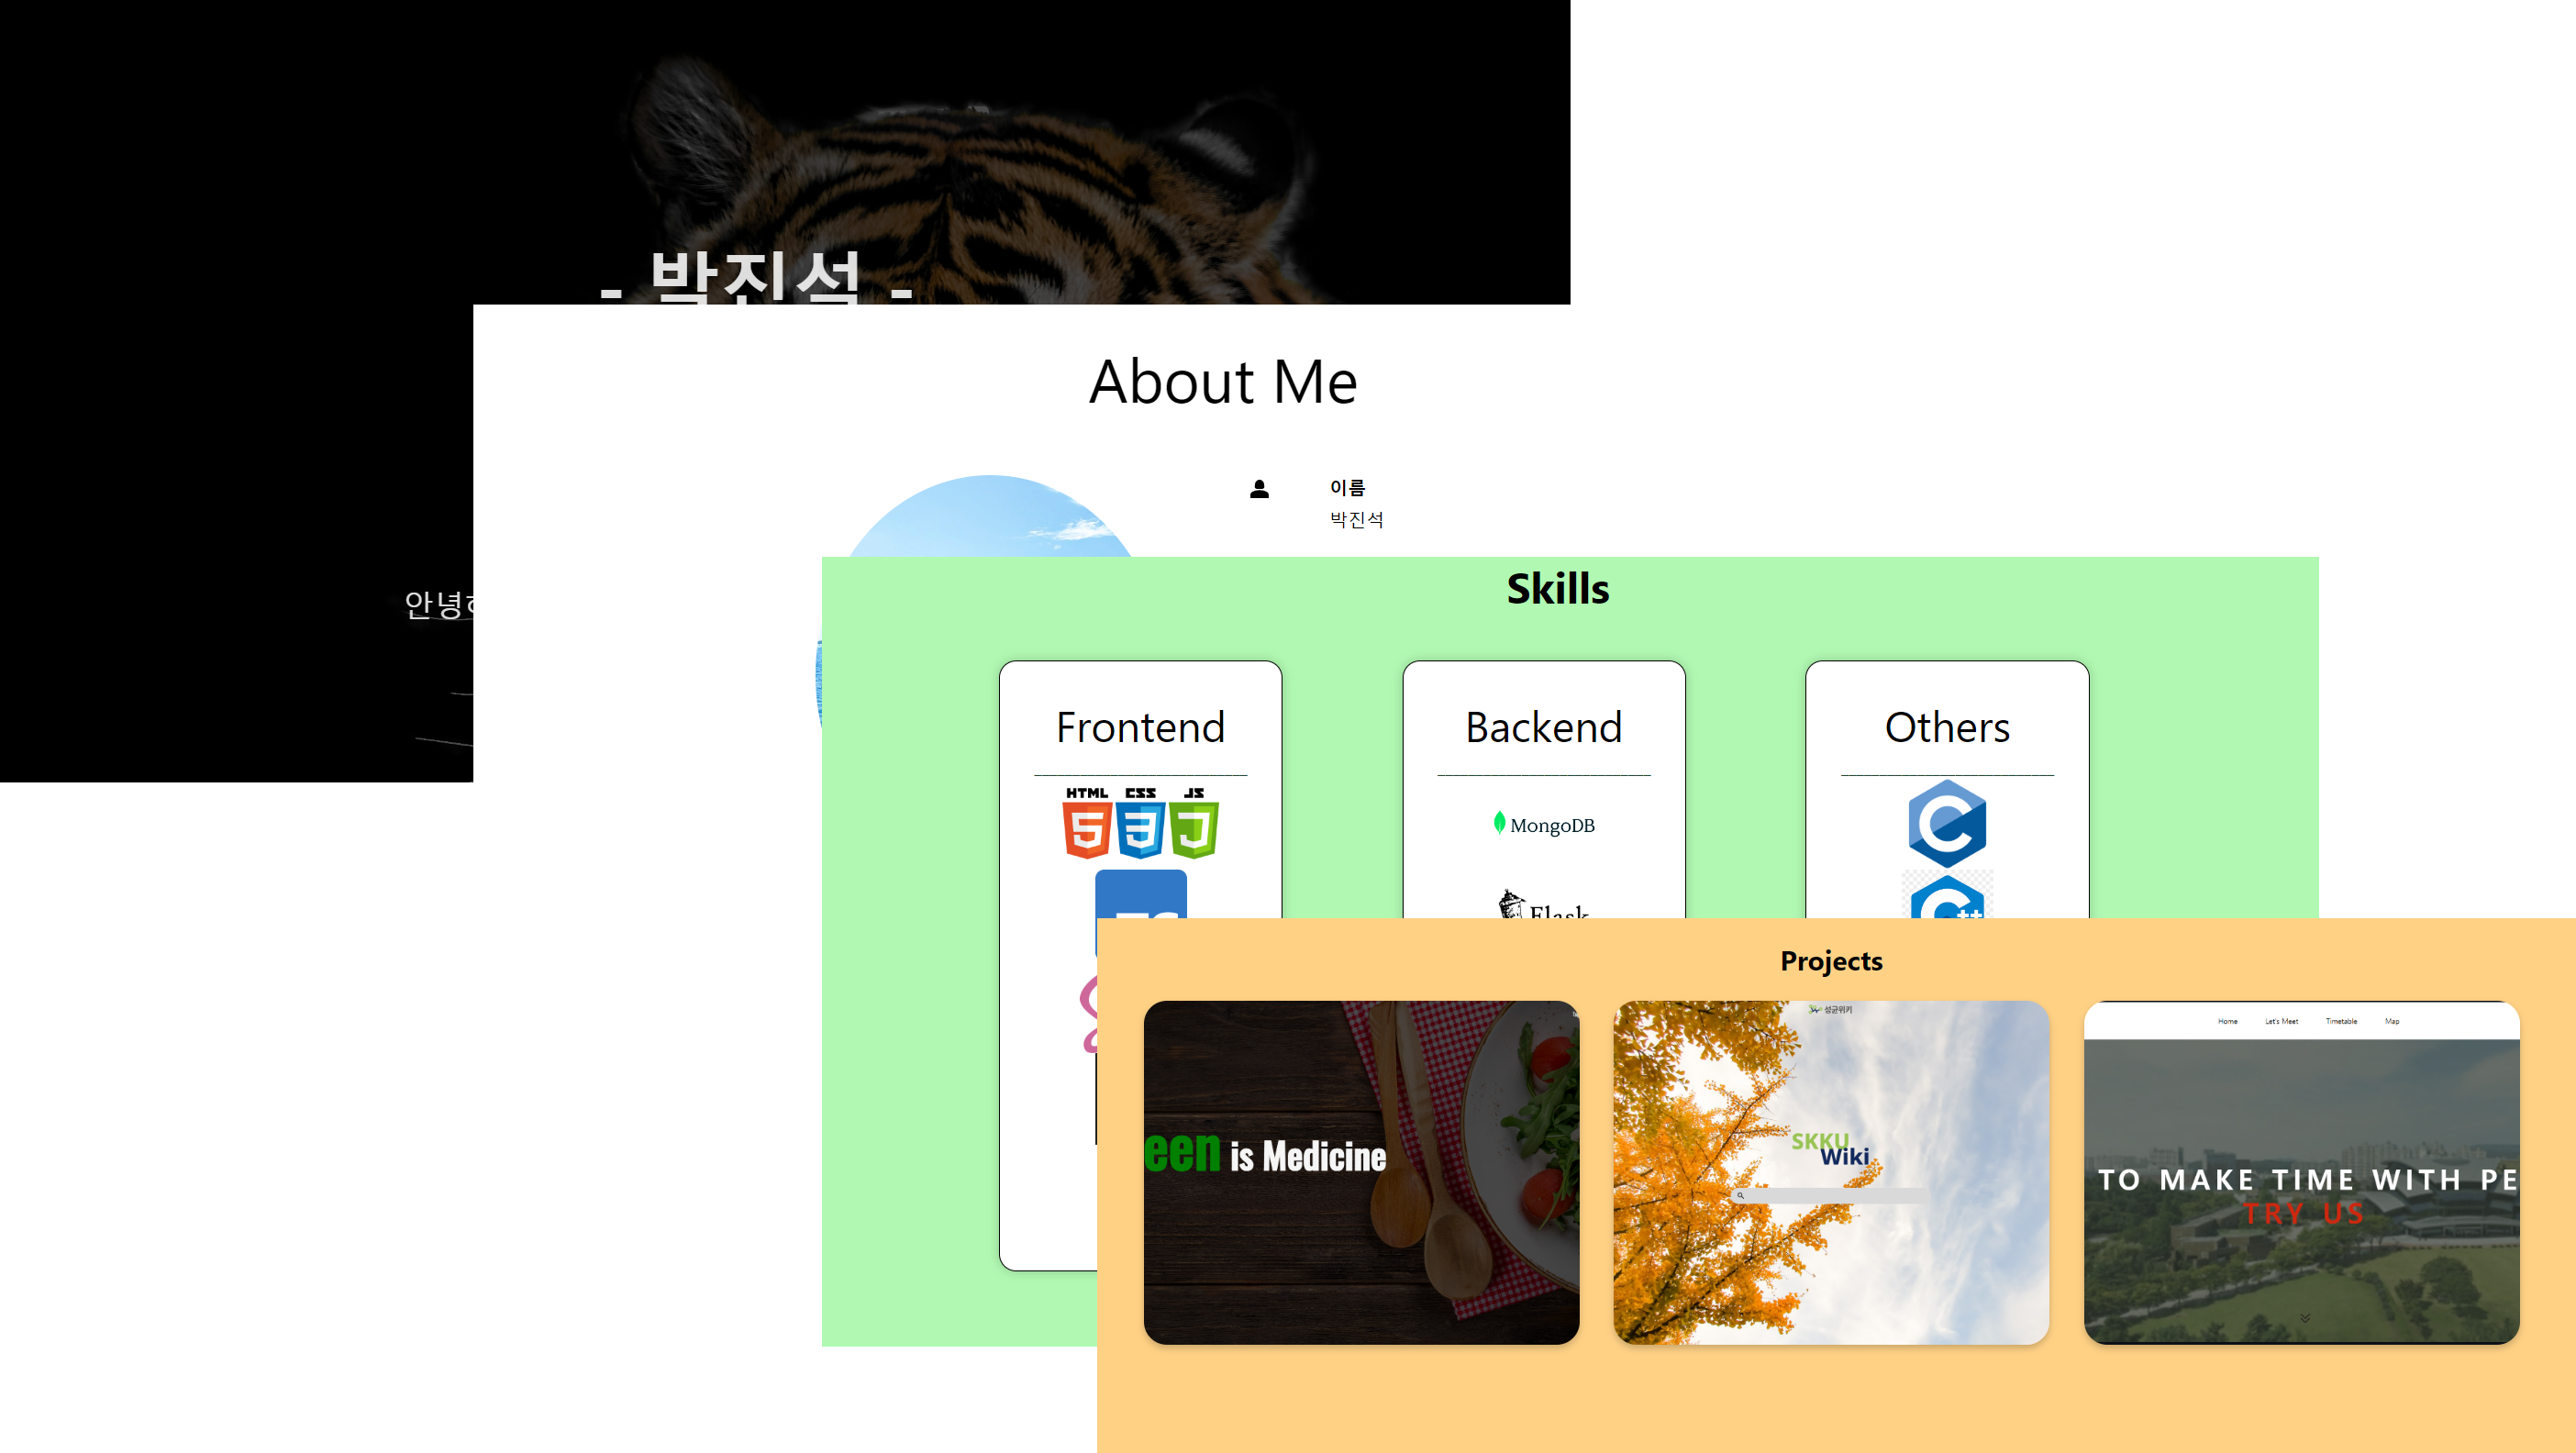 - 박진석 -
About Me
이름
박진석
Skills
Frontend
Backend
Others
HTML CSS JS
MongoDB
Flask
C
C++
Projects
een is Medicine
성균위키
SKKU
Wiki
Home Let's Meet Timetable Map
TO MAKE TIME WITH PE
TRY US